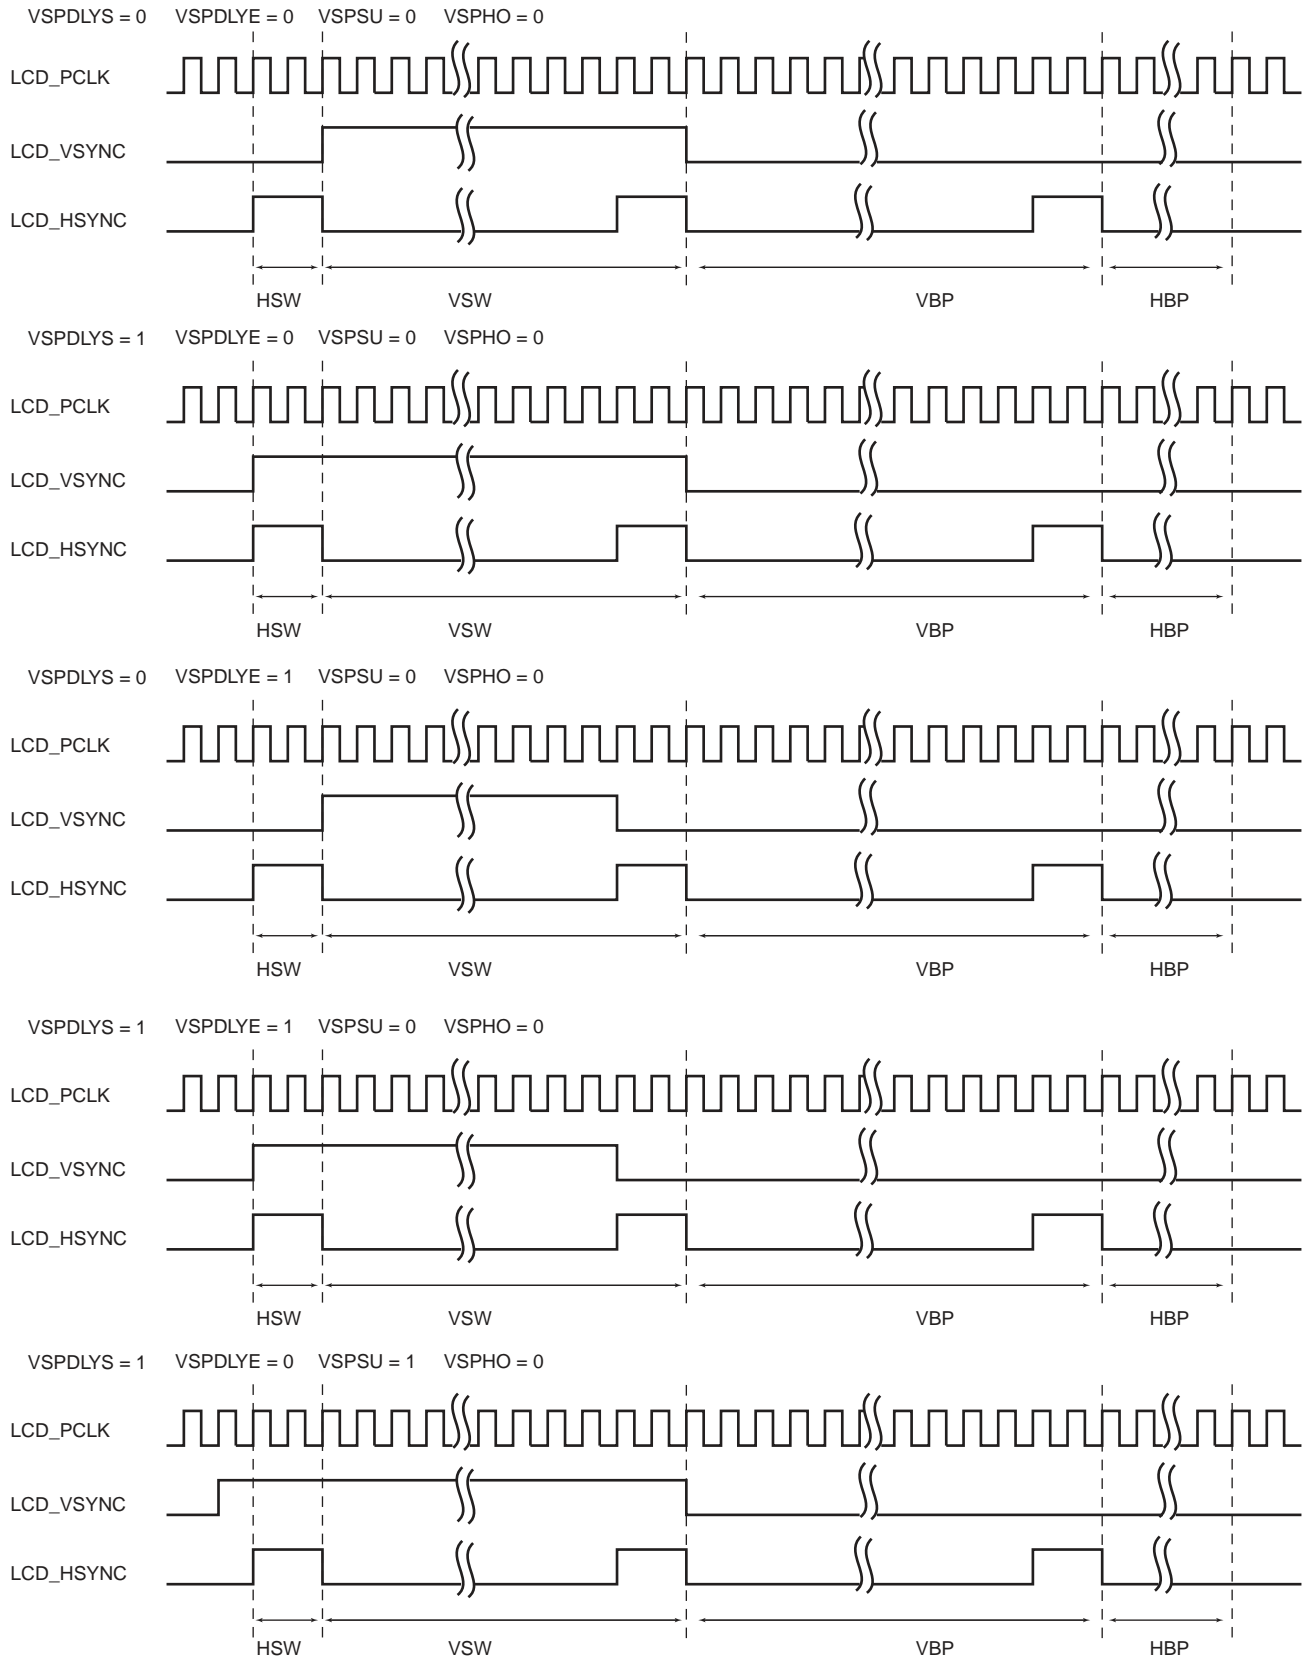 VSPDLYS = 0 VSPDLYE = 0 VSPSU = 0 VSPHO = 0
LCD_PCLK
LCD_VSYNC
LCD_HSYNC
HSW VSW VBP HBP
VSPDLYS = 1 VSPDLYE = 0 VSPSU = 0 VSPHO = 0
LCD_PCLK
LCD_VSYNC
LCD_HSYNC
HSW VSW VBP HBP
VSPDLYS = 0 VSPDLYE = 1 VSPSU = 0 VSPHO = 0
LCD_PCLK
LCD_VSYNC
LCD_HSYNC
HSW VSW VBP HBP
VSPDLYS = 1 VSPDLYE = 1 VSPSU = 0 VSPHO = 0
LCD_PCLK
LCD_VSYNC
LCD_HSYNC
HSW VSW VBP HBP
VSPDLYS = 1 VSPDLYE = 0 VSPSU = 1 VSPHO = 0
LCD_PCLK
LCD_VSYNC
LCD_HSYNC
HSW VSW VBP HBP